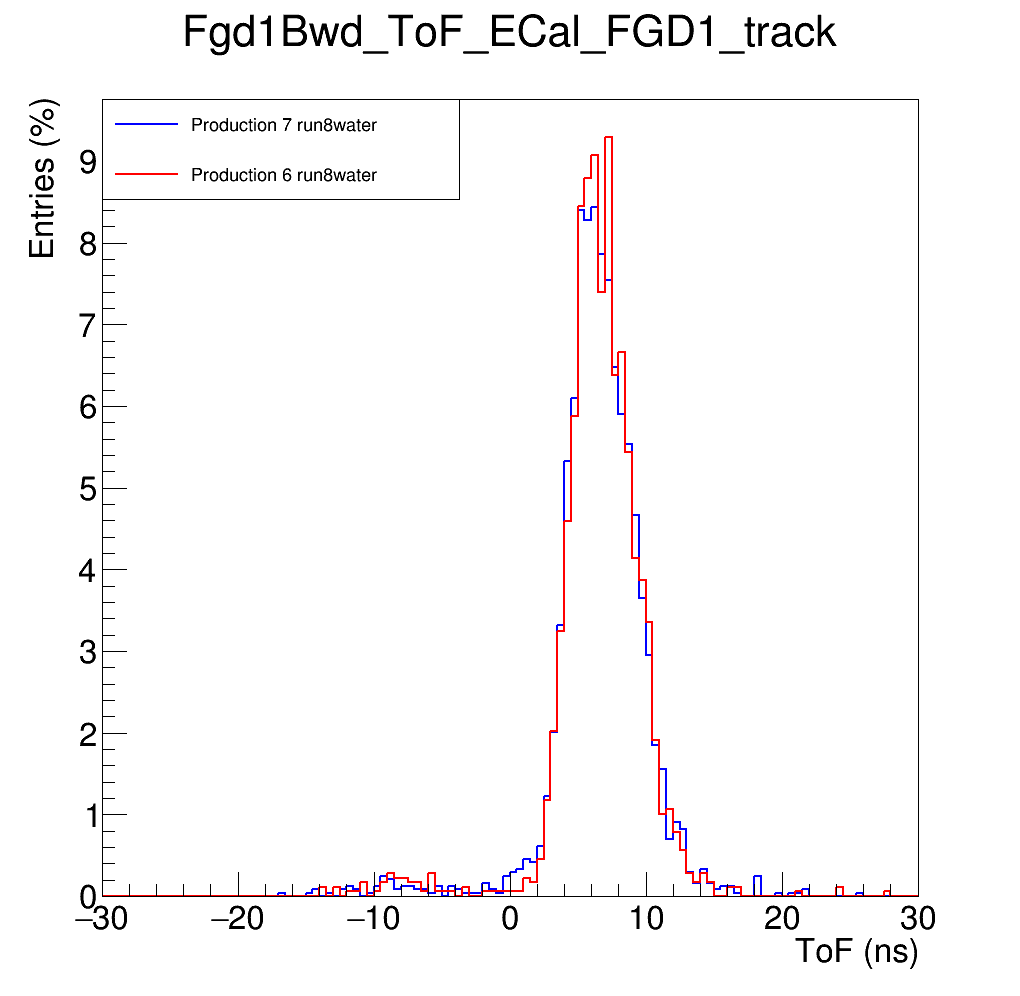 Fgd1Bwd_ToF_ECal_FGD1_track
Entries (%)
Production 7 run8water
Production 6 run8water
9
8
7
6
5
4
3
2
1
0
−30 −20 −10 0 10 20 30
ToF (ns)